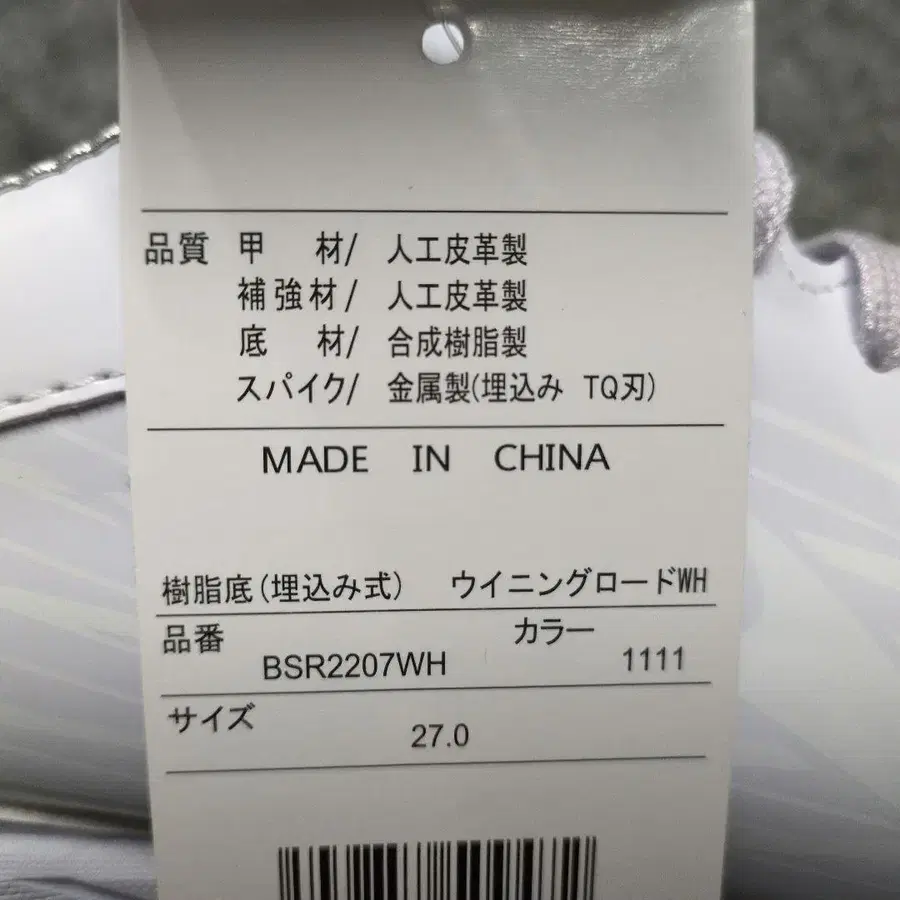 品質 甲 材/ 人工皮革製
補強材/ 人工皮革製
底 材/ 合成樹脂製
スパイク/ 金属製(埋込み TQ刃)
MADE IN CHINA
樹脂底(埋込み式) ウイニングロードWH
品番 カラー
BSR2207WH 1111
サイズ
27.0